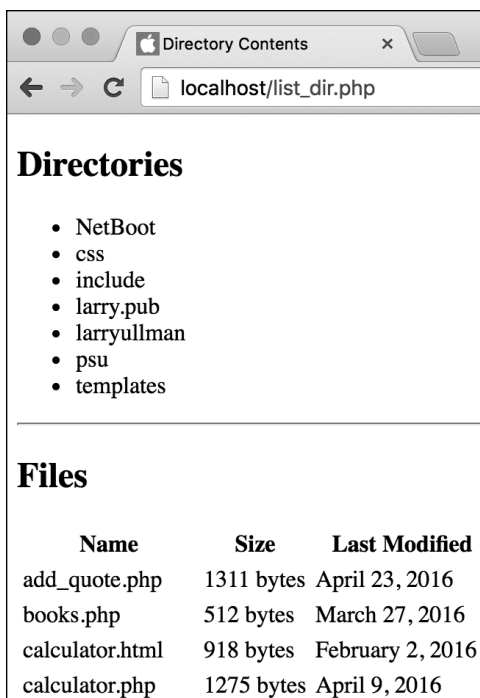 Directory Contents
localhost/list_dir.php
Directories
NetBoot
css
include
larry.pub
larryullman
psu
templates
Files
Name Size Last Modified
add_quote.php 1311 bytes April 23, 2016
books.php 512 bytes March 27, 2016
calculator.html 918 bytes February 2, 2016
calculator.php 1275 bytes April 9, 2016